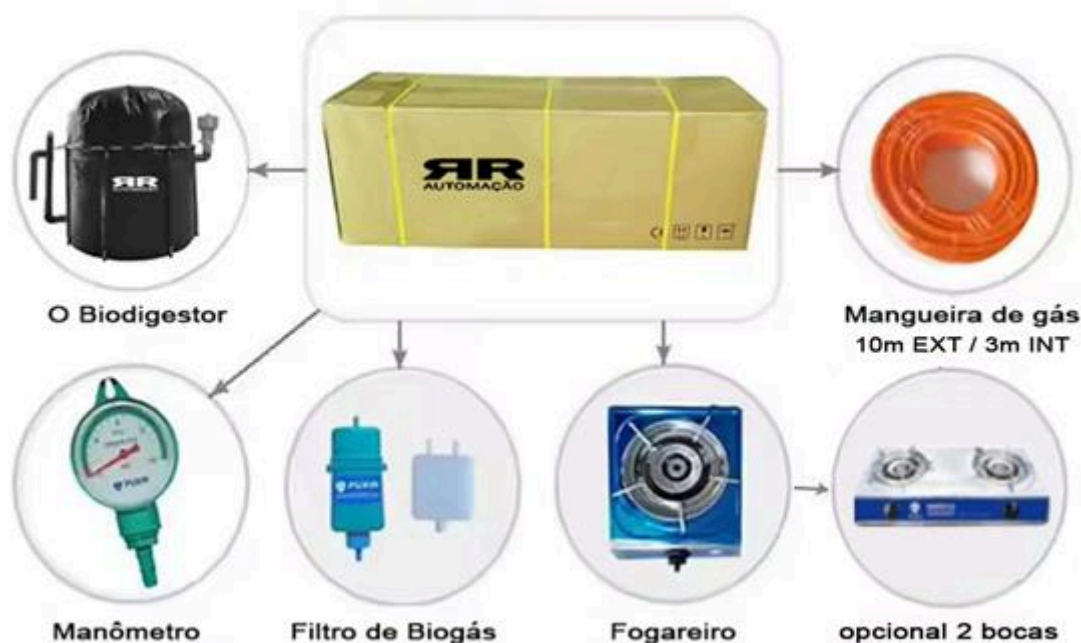 RR
AUTOMAÇÃO
RR
O Biodigestor
Mangueira de gás
10m EXT / 3m INT
PUXIN
PUXIN
Manômetro
Filtro de Biogás
Fogareiro
opcional 2 bocas